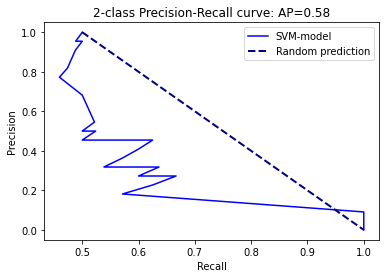 2-class Precision-Recall curve: AP=0.58
SVM-model
Random prediction
1.0
0.8
0.6
0.4
0.2
0.0
Precision
0.5
0.6
0.7
0.8
0.9
1.0
Recall